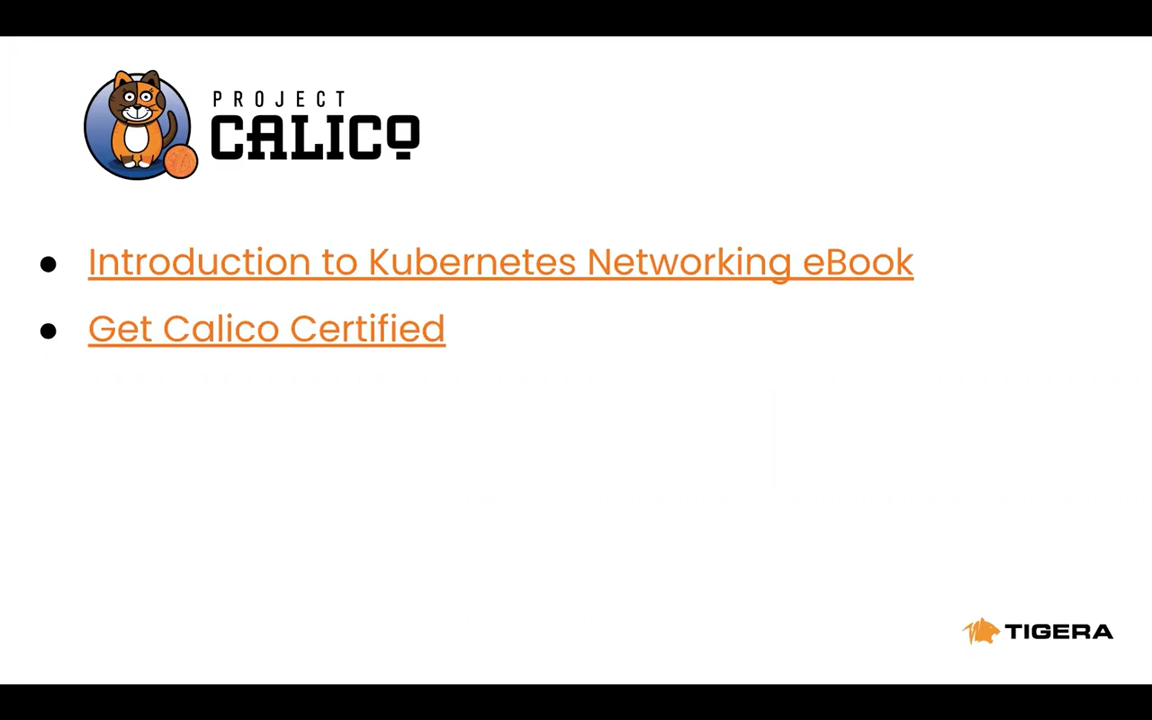 PROJECT
CALICO
● Introduction to Kubernetes Networking eBook
● Get Calico Certified
TIGERA